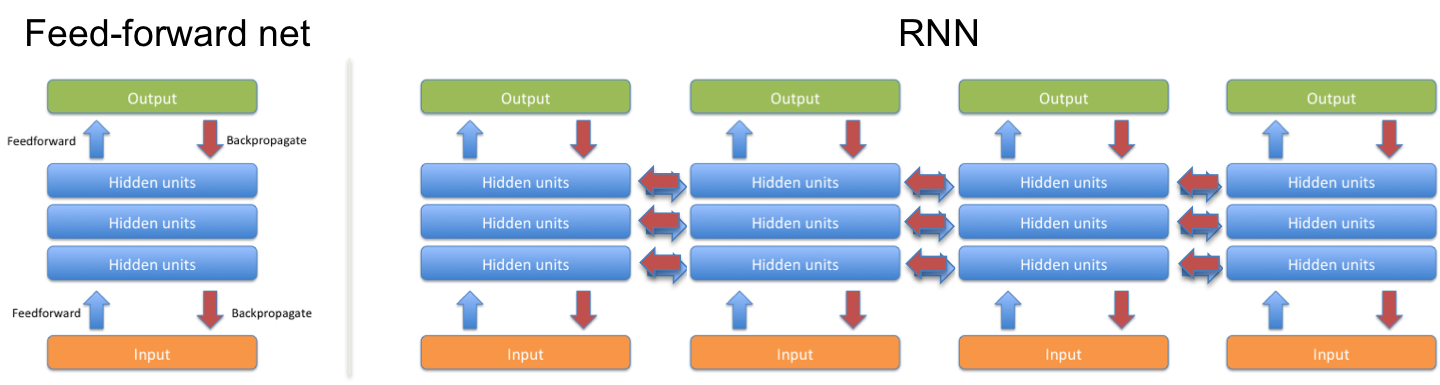 Feed-forward net
Output
Feedforward
Backpropagate
Hidden units
Hidden units
Hidden units
Feedforward
Backpropagate
Input
RNN
Output
Output
Output
Output
Hidden units
Hidden units
Hidden units
Hidden units
Hidden units
Hidden units
Hidden units
Hidden units
Hidden units
Hidden units
Hidden units
Hidden units
Input
Input
Input
Input